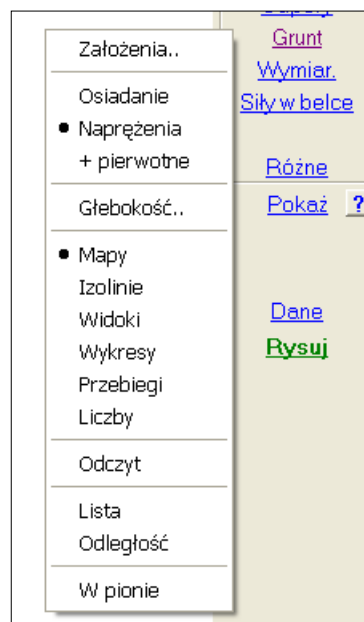 Założenia..
Osiadanie
Naprężenia
+ pierwotne
Głebokość..
Mapy
Izolinie
Widoki
Wykresy
Przebiegi
Liczby
Odczyt
Lista
Odległość
W pionie
Grunt
Wymiar.
Siły w belce
Różne
Pokaż ?
Dane
Rysuj